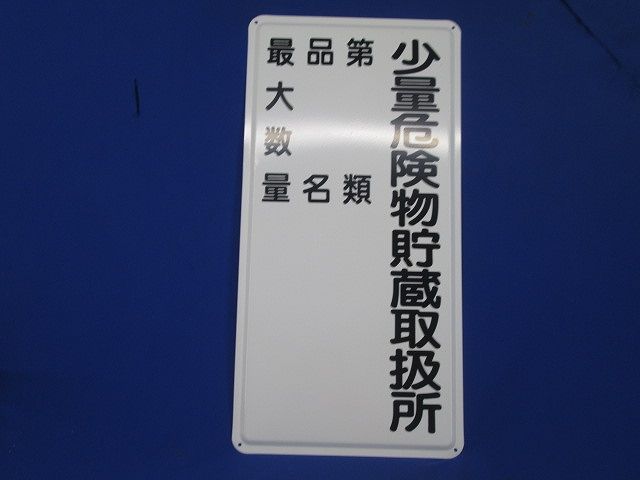 少量危険物貯蔵取扱所
第類
品名
最大数量